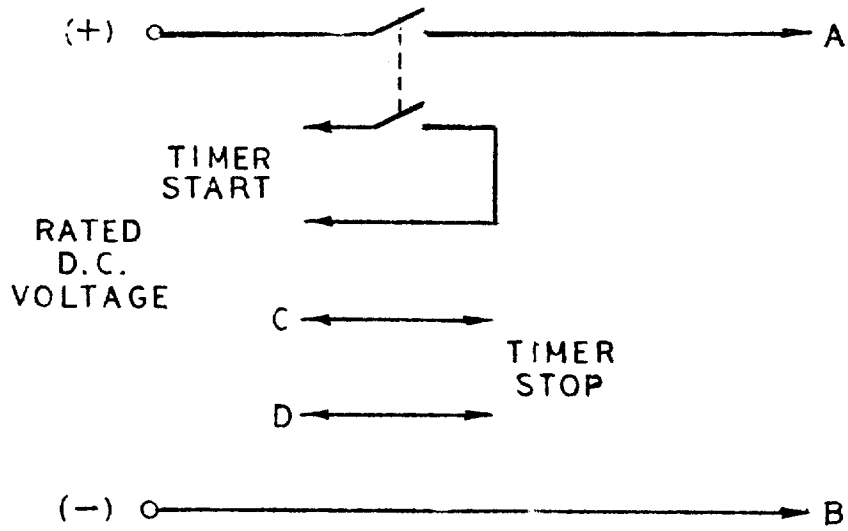 (+)
A
TIMER
START
RATED
D.C.
VOLTAGE
C
TIMER
STOP
D
(-)
B